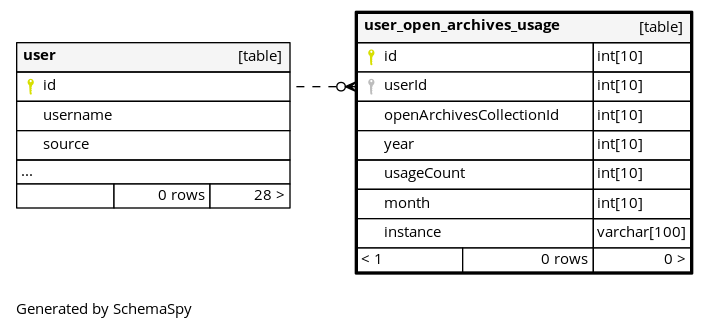 user [table]
id
username
source
...
0 rows 28 >
user_open_archives_usage [table]
id int[10]
userId int[10]
openArchivesCollectionId int[10]
year int[10]
usageCount int[10]
month int[10]
instance varchar[100]
< 1 0 rows 0 >
Generated by SchemaSpy